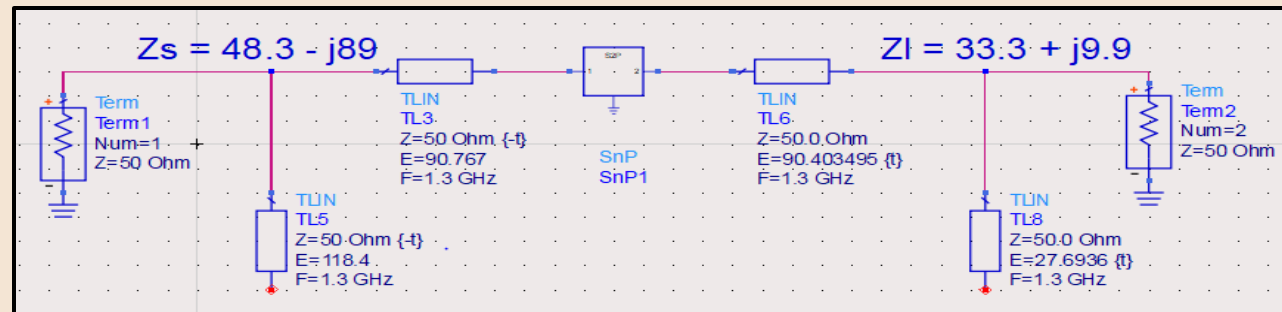 Zs = 48.3 - j89
Zl = 33.3 + j9.9
Term
Term1
Num=1
Z=50 Ohm
TLIN
TL3
Z=50 Ohm {-t}
E=90.767
F=1.3 GHz
TLIN
TL5
Z=50 Ohm {-t}
E=118.4
F=1.3 GHz
S2P
1
2
SnP
SnP1
TLIN
TL6
Z=50.0 Ohm
E=90.403495 {t}
F=1.3 GHz
TLIN
TL8
Z=50.0 Ohm
E=27.6936 {t}
F=1.3 GHz
Term
Term2
Num=2
Z=50 Ohm